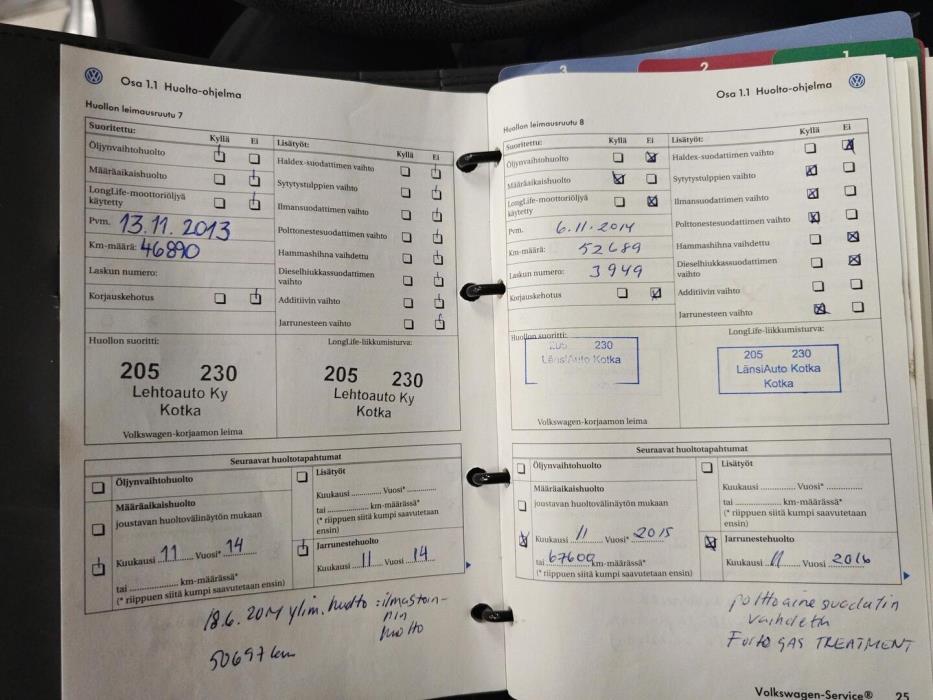 Osa 1.1 Huolto-ohjelma
Huollon leimausruutu 7
Suoritettu: Kyllä Ei
Öljynvaihtohuolto
Määräaikaishuolto
LongLife-moottoriöljyä
käytetty
Pvm. 13.11.2013
Km-määrä: 46890
Laskun numero:
Korjauskehotus
Lisätyöt: Kyllä Ei
Haldex-suodattimen vaihto
Sytytystulppien vaihto
Ilmansuodattimen vaihto
Polttonestesuodattimen vaihto
Hammashihna vaihdettu
Dieselhiukkassuodattimen
vaihto
Additiivin vaihto
Jarrunesteen vaihto
Huollon suoritti:
205 230
Lehtoauto Ky
Kotka
Volkswagen-korjaamon leima
LongLife-liikkumisturva:
205 230
Lehtoauto Ky
Kotka
Seuraavat huoltotapahtumat
Öljynvaihtohuolto
Määräaikaishuolto
joustavan huoltovälinäytön mukaan
Kuukausi 11 Vuosi* 14
tai .............. km-määrässä*
(* riippuen siitä kumpi saavutetaan ensin)
Lisätyöt
Kuukausi ............ Vuosi* ..............
tai .............. km-määrässä*
(* riippuen siitä kumpi saavutetaan
ensin)
Jarrunestehuolto
Kuukausi 11 Vuosi 14
18.6.2014 ylim. huolto : ilmastoin-
nin
huolto
50697 km
3 2 1
Osa 1.1 Huolto-ohjelma
Huollon leimausruutu 8
Suoritettu: Kyllä Ei
Öljynvaihtohuolto
Määräaikaishuolto
LongLife-moottoriöljyä
käytetty
Pvm. 6.11.2014
Km-määrä: 52689
Laskun numero: 3949
Korjauskehotus
Lisätyöt: Kyllä Ei
Haldex-suodattimen vaihto
Sytytystulppien vaihto
Ilmansuodattimen vaihto
Polttonestesuodattimen vaihto
Hammashihna vaihdettu
Dieselhiukkassuodattimen
vaihto
Additiivin vaihto
Jarrunesteen vaihto
Huollon suoritti:
205 230
LänsiAuto Kotka
Volkswagen-korjaamon leima
LongLife-liikkumisturva:
205 230
LänsiAuto Kotka
Kotka
Seuraavat huoltotapahtumat
Öljynvaihtohuolto
Määräaikaishuolto
joustavan huoltovälinäytön mukaan
Kuukausi 11 Vuosi* 2015
tai 67600 km-määrässä*
(* riippuen siitä kumpi saavutetaan ensin)
Lisätyöt
Kuukausi ............ Vuosi* ..............
tai .............. km-määrässä*
(* riippuen siitä kumpi saavutetaan
ensin)
Jarrunestehuolto
Kuukausi 11 Vuosi 2016
polttoaine suodatin
vaihdettu
Forté GAS TREATMENT
Volkswagen-Service® 25